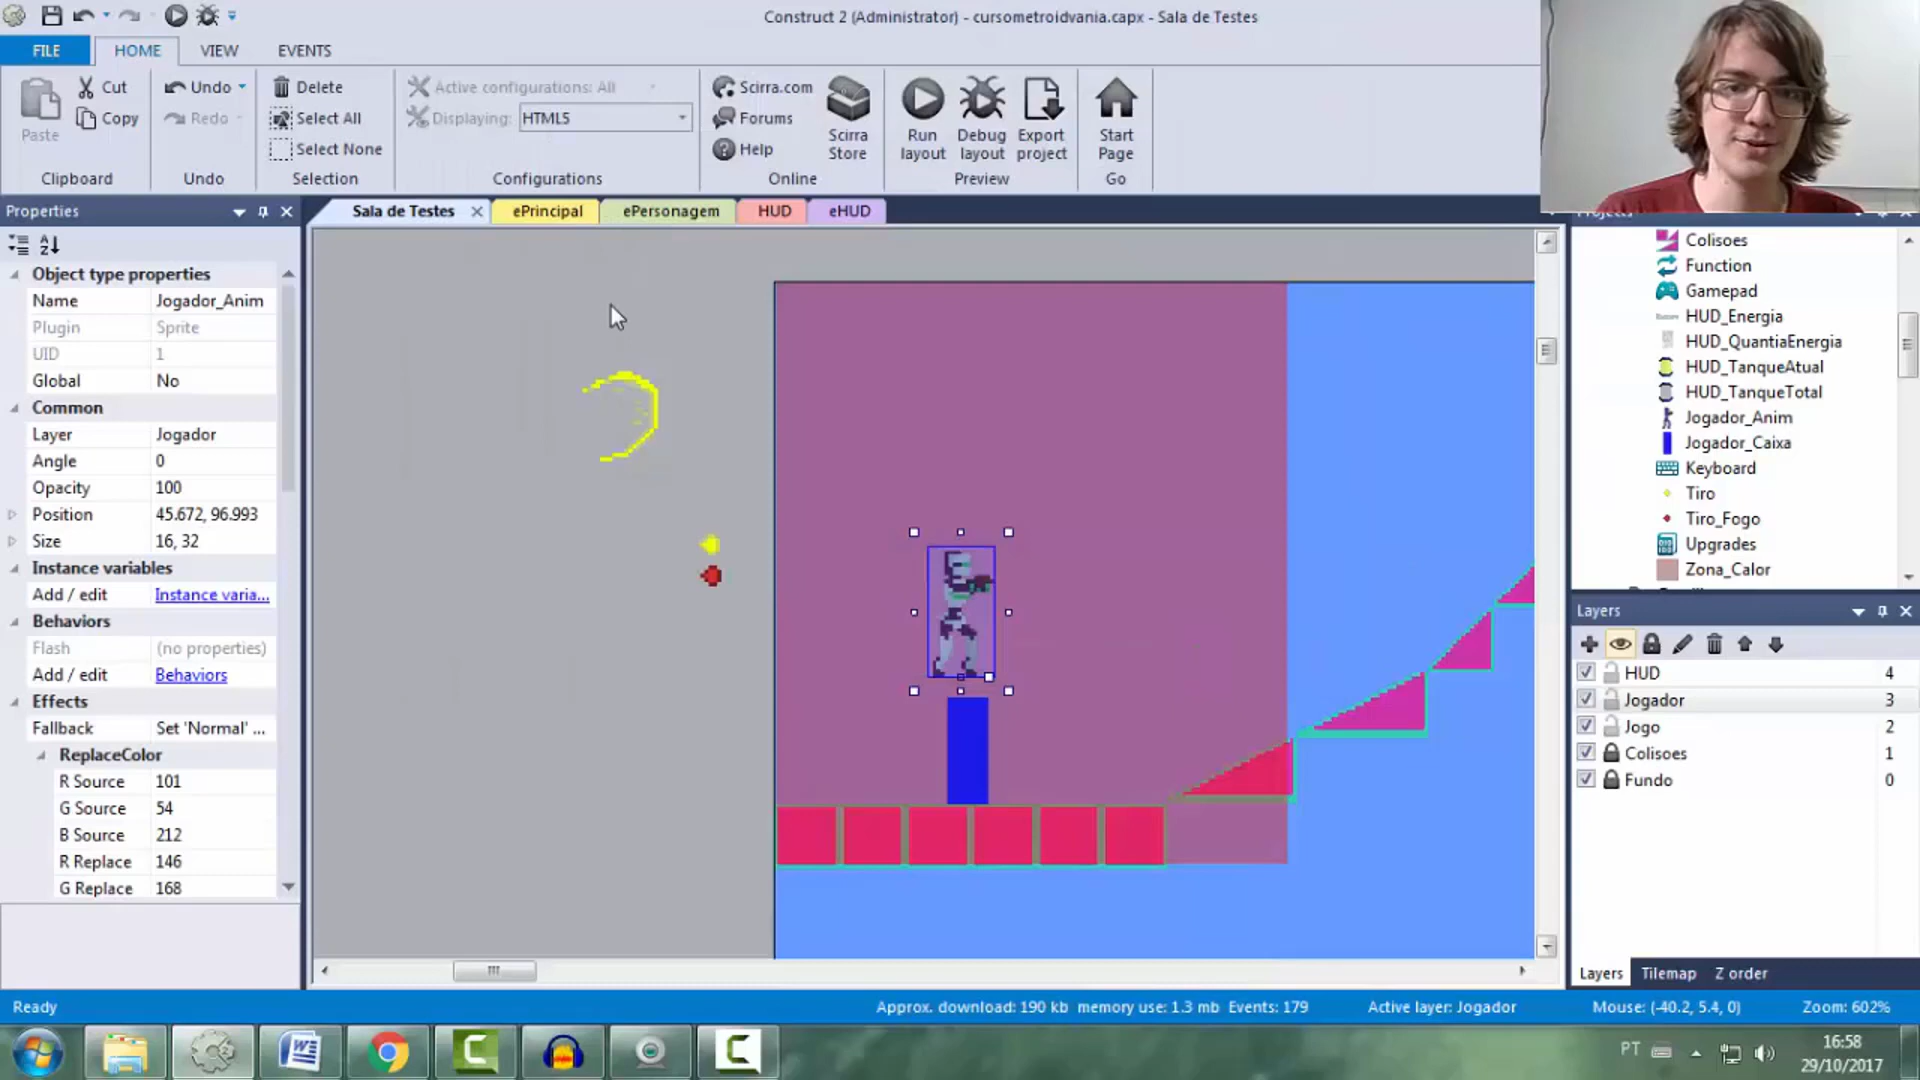 Construct 2 (Administrator) - cursometroidvania.capx - Sala de Testes
FILE
HOME
VIEW
EVENTS
Paste
Cut
Copy
Clipboard
Undo
Redo
Undo
Delete
Select All
Select None
Selection
Active configurations: All
Displaying: HTML5
Configurations
Scirra.com
Forums
Help
Online
Scirra Store
Run layout
Debug layout
Export project
Preview
Start Page
Go
Properties
Sala de Testes
ePrincipal
ePersonagem
HUD
eHUD
Object type properties
Name Jogador_Anim
Plugin Sprite
UID 1
Global No
Common
Layer Jogador
Angle 0
Opacity 100
Position 45.672, 96.993
Size 16, 32
Instance variables
Add / edit Instance varia...
Behaviors
Flash (no properties)
Add / edit Behaviors
Effects
Fallback Set 'Normal' ...
ReplaceColor
R Source 101
G Source 54
B Source 212
R Replace 146
G Replace 168
Colisoes
Function
Gamepad
HUD_Energia
HUD_QuantiaEnergia
HUD_TanqueAtual
HUD_TanqueTotal
Jogador_Anim
Jogador_Caixa
Keyboard
Tiro
Tiro_Fogo
Upgrades
Zona_Calor
Layers
HUD 4
Jogador 3
Jogo 2
Colisoes 1
Fundo 0
Layers
Tilemap
Z order
Ready
Approx. download: 190 kb memory use: 1.3 mb Events: 179
Active layer: Jogador
Mouse: (-40.2, 5.4, 0)
Zoom: 602%
PT
16:58
29/10/2017